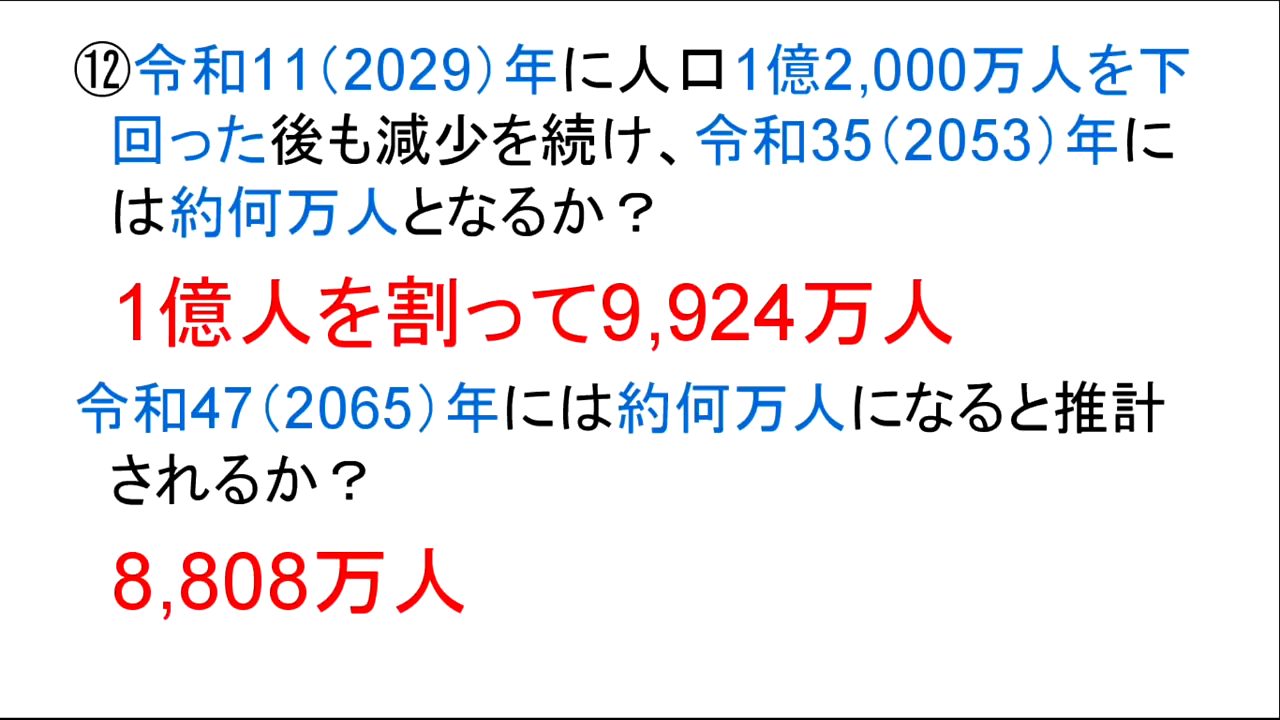 ⑫令和11（2029）年に人口1億2,000万人を下
回った後も減少を続け、令和35（2053）年に
は約何万人となるか？
1億人を割って9,924万人
令和47（2065）年には約何万人になると推計
されるか？
8,808万人